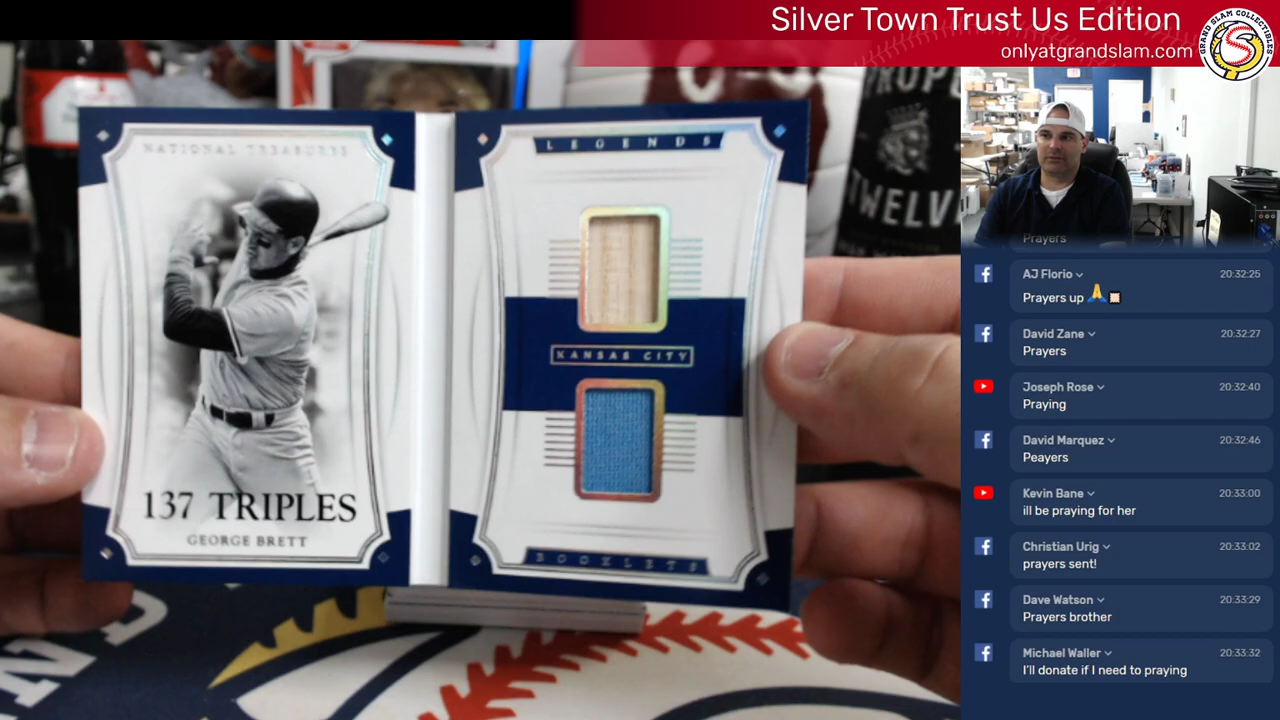 Silver Town Trust Us Edition
onlyatgrandslam.com
GRAND SLAM COLLECTIBLES
NATIONAL TREASURES
137 TRIPLES
GEORGE BRETT
LEGENDS
KANSAS CITY
BOOKLETS
TWELV
Prayers
AJ Florio 20:32:25
Prayers up
David Zane 20:32:27
Prayers
Joseph Rose 20:32:40
Praying
David Marquez 20:32:46
Peayers
Kevin Bane 20:33:00
ill be praying for her
Christian Urig 20:33:02
prayers sent!
Dave Watson 20:33:29
Prayers brother
Michael Waller 20:33:32
I'll donate if I need to praying